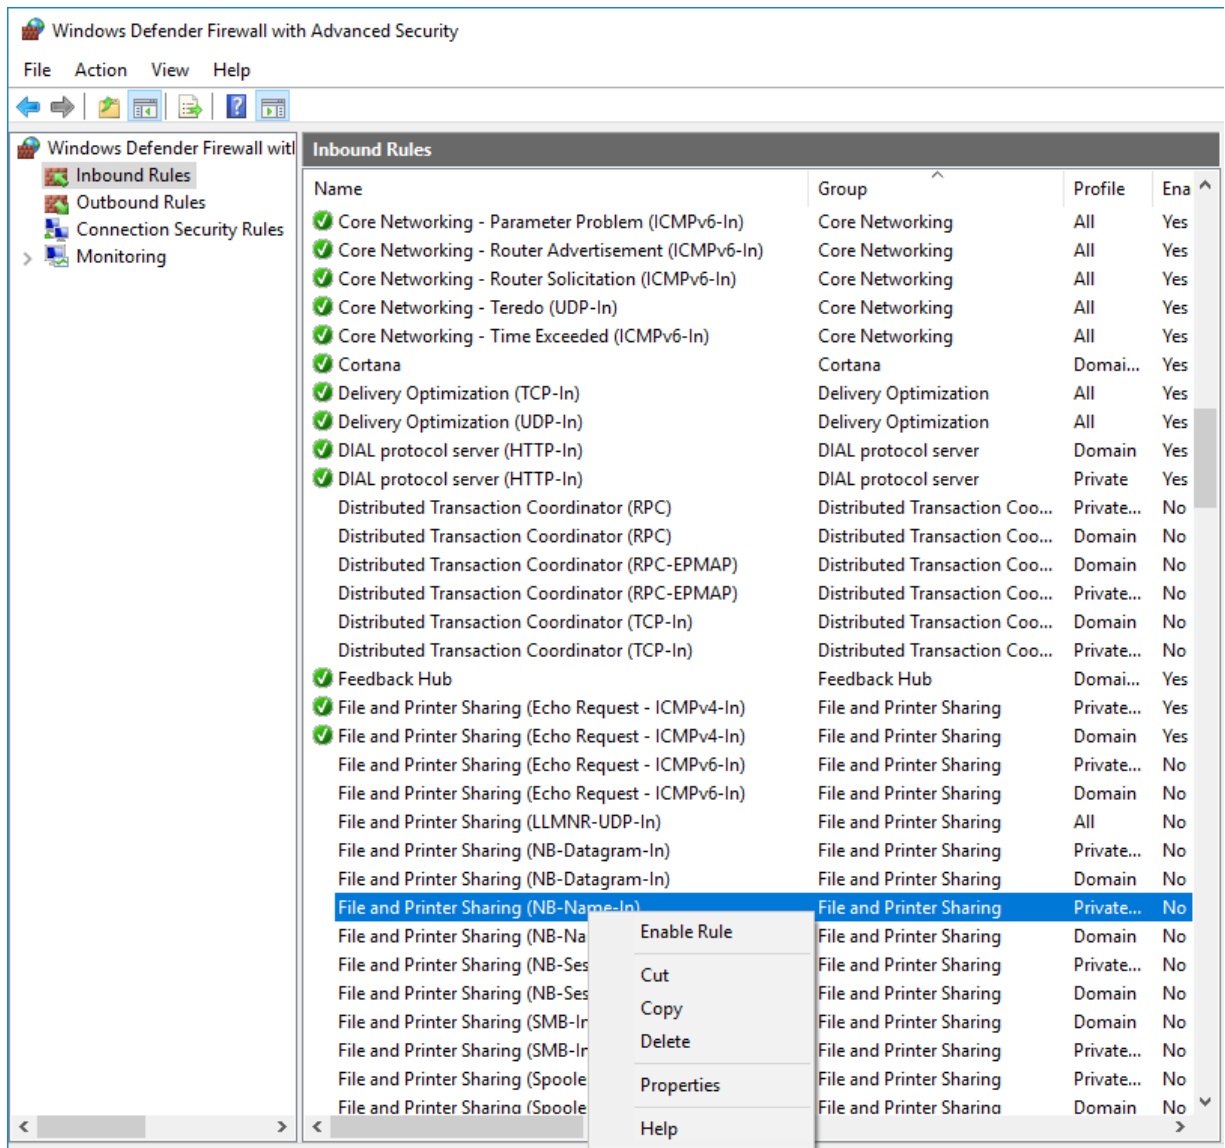 Windows Defender Firewall with Advanced Security
File Action View Help
Windows Defender Firewall witl
Inbound Rules
Outbound Rules
Connection Security Rules
Monitoring
Inbound Rules
Name Group Profile Ena
Core Networking - Parameter Problem (ICMPv6-In) Core Networking All Yes
Core Networking - Router Advertisement (ICMPv6-In) Core Networking All Yes
Core Networking - Router Solicitation (ICMPv6-In) Core Networking All Yes
Core Networking - Teredo (UDP-In) Core Networking All Yes
Core Networking - Time Exceeded (ICMPv6-In) Core Networking All Yes
Cortana Cortana Domai... Yes
Delivery Optimization (TCP-In) Delivery Optimization All Yes
Delivery Optimization (UDP-In) Delivery Optimization All Yes
DIAL protocol server (HTTP-In) DIAL protocol server Domain Yes
DIAL protocol server (HTTP-In) DIAL protocol server Private Yes
Distributed Transaction Coordinator (RPC) Distributed Transaction Coo... Private... No
Distributed Transaction Coordinator (RPC) Distributed Transaction Coo... Domain No
Distributed Transaction Coordinator (RPC-EPMAP) Distributed Transaction Coo... Domain No
Distributed Transaction Coordinator (RPC-EPMAP) Distributed Transaction Coo... Private... No
Distributed Transaction Coordinator (TCP-In) Distributed Transaction Coo... Domain No
Distributed Transaction Coordinator (TCP-In) Distributed Transaction Coo... Private... No
Feedback Hub Feedback Hub Domai... Yes
File and Printer Sharing (Echo Request - ICMPv4-In) File and Printer Sharing Private... Yes
File and Printer Sharing (Echo Request - ICMPv4-In) File and Printer Sharing Domain Yes
File and Printer Sharing (Echo Request - ICMPv6-In) File and Printer Sharing Private... No
File and Printer Sharing (Echo Request - ICMPv6-In) File and Printer Sharing Domain No
File and Printer Sharing (LLMNR-UDP-In) File and Printer Sharing All No
File and Printer Sharing (NB-Datagram-In) File and Printer Sharing Private... No
File and Printer Sharing (NB-Datagram-In) File and Printer Sharing Domain No
File and Printer Sharing (NB-Name-In) File and Printer Sharing Private... No
File and Printer Sharing (NB-Na File and Printer Sharing Domain No
File and Printer Sharing (NB-Ses File and Printer Sharing Private... No
File and Printer Sharing (NB-Ses File and Printer Sharing Domain No
File and Printer Sharing (SMB-In File and Printer Sharing Domain No
File and Printer Sharing (SMB-In File and Printer Sharing Private... No
File and Printer Sharing (Spoole File and Printer Sharing Private... No
File and Printer Sharing (Spoole File and Printer Sharing Domain No
Enable Rule
Cut
Copy
Delete
Properties
Help